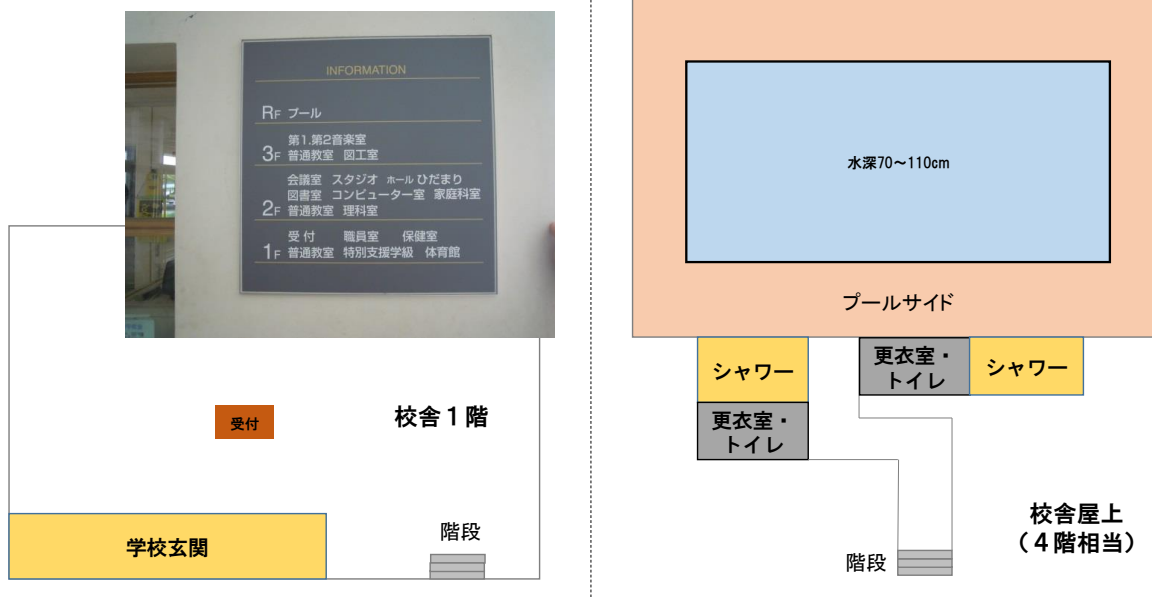 INFORMATION
RF プール
第1.第2音楽室
3F 普通教室 図工室
会議室 スタジオ ホール ひだまり
図書室 コンピューター室 家庭科室
2F 普通教室 理科室
受付 職員室 保健室
1F 普通教室 特別支援学級 体育館
受付
校舎1階
学校玄関
階段
水深70～110cm
プールサイド
シャワー
更衣室・
トイレ
更衣室・
トイレ
シャワー
階段
校舎屋上
（4階相当）